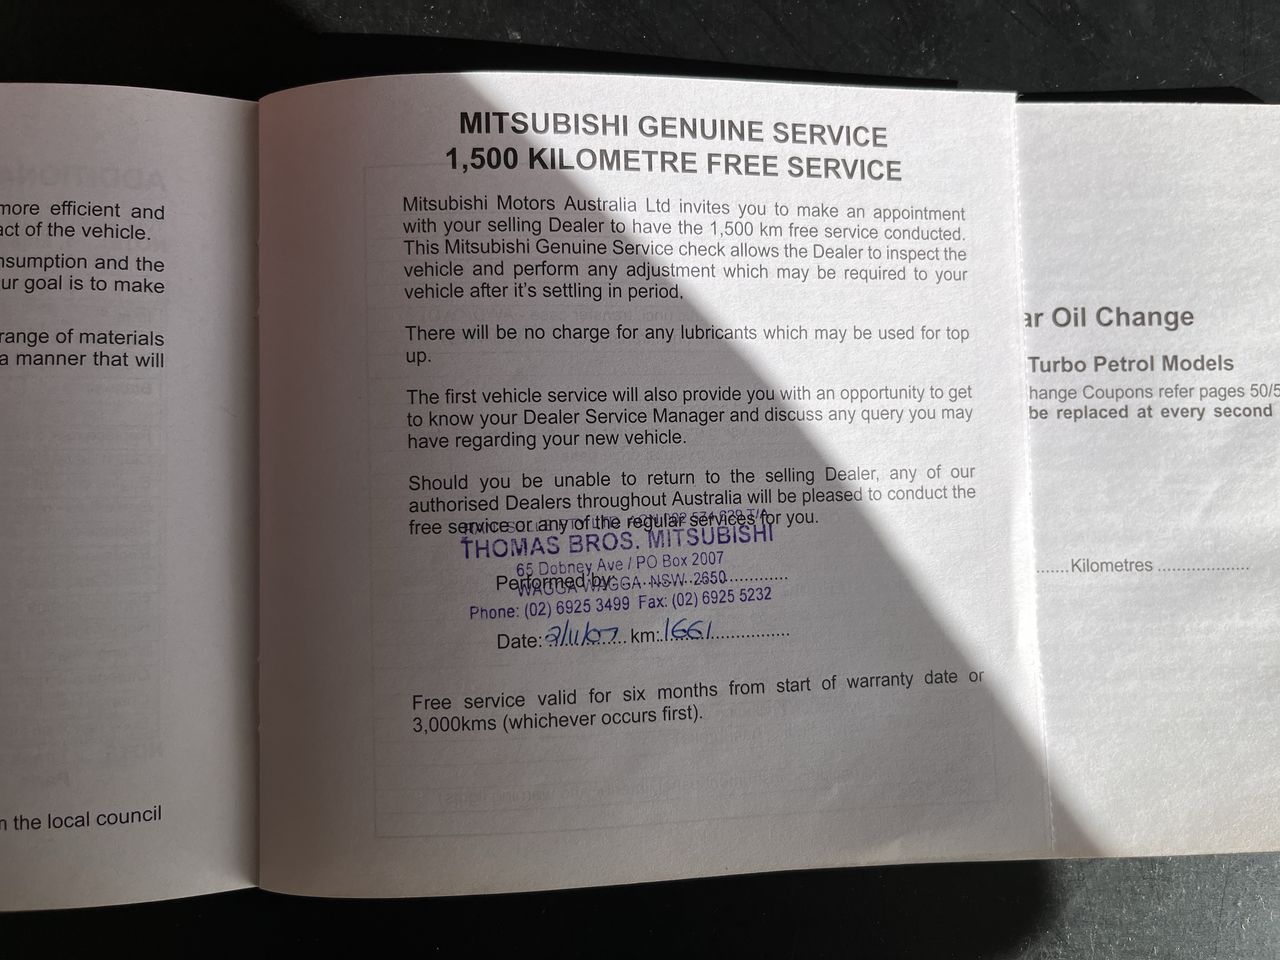 more efficient and
act of the vehicle.
nsumption and the
ur goal is to make
range of materials
a manner that will
n the local council
MITSUBISHI GENUINE SERVICE
1,500 KILOMETRE FREE SERVICE
Mitsubishi Motors Australia Ltd invites you to make an appointment
with your selling Dealer to have the 1,500 km free service conducted.
This Mitsubishi Genuine Service check allows the Dealer to inspect the
vehicle and perform any adjustment which may be required to your
vehicle after it's settling in period.
There will be no charge for any lubricants which may be used for top
up.
The first vehicle service will also provide you with an opportunity to get
to know your Dealer Service Manager and discuss any query you may
have regarding your new vehicle.
Should you be unable to return to the selling Dealer, any of our
authorised Dealers throughout Australia will be pleased to conduct the
free service or any of the regular services for you.
THOMAS BROS. MITSUBISHI
65 Dobney Ave / PO Box 2007
Performed by:..............................
WAGGA WAGGA NSW 2650
Phone: (02) 6925 3499 Fax: (02) 6925 5232
Date: 2/11/07 km: 1661
Free service valid for six months from start of warranty date or
3,000kms (whichever occurs first).
ar Oil Change
Turbo Petrol Models
hange Coupons refer pages 50/5
be replaced at every second
......Kilometres ...................